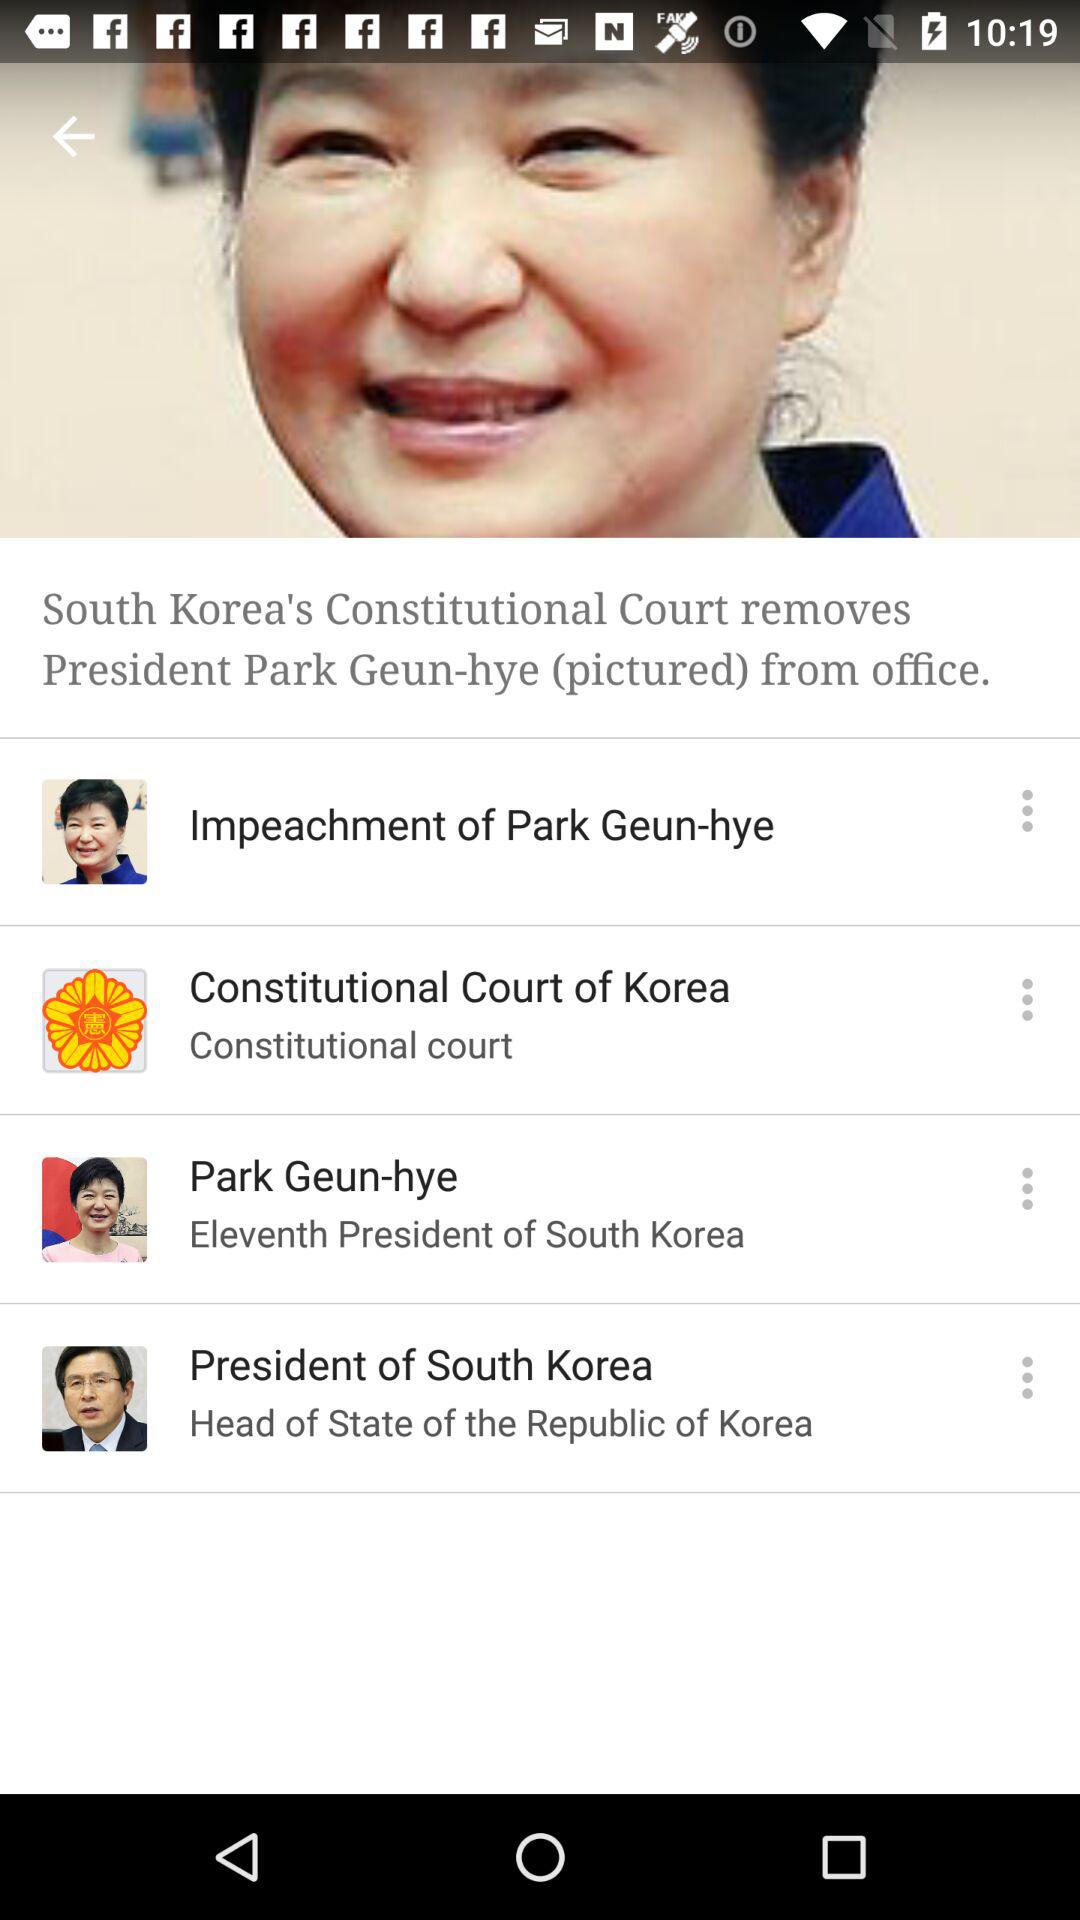 FAKE
10:19
South Korea's Constitutional Court removes
President Park Geun-hye (pictured) from office.
Impeachment of Park Geun-hye
Constitutional Court of Korea
Constitutional court
憲
Park Geun-hye
Eleventh President of South Korea
President of South Korea
Head of State of the Republic of Korea